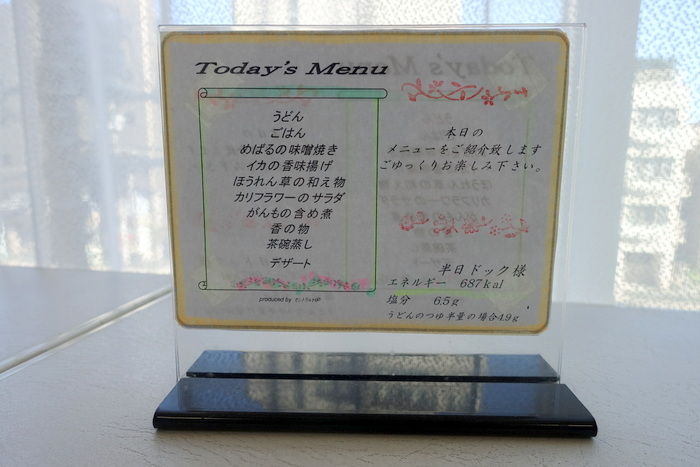 Today's Menu
うどん
ごはん
めばるの味噌焼き
イカの香味揚げ
ほうれん草の和え物
カリフラワーのサラダ
がんもの含め煮
香の物
茶碗蒸し
デザート
produced by
本日の
メニューをご紹介致します
ごゆっくりお楽しみ下さい。
半日ドック様
エネルギー 687kcal
塩分 6.5g
うどんのつゆ半量の場合4.9g